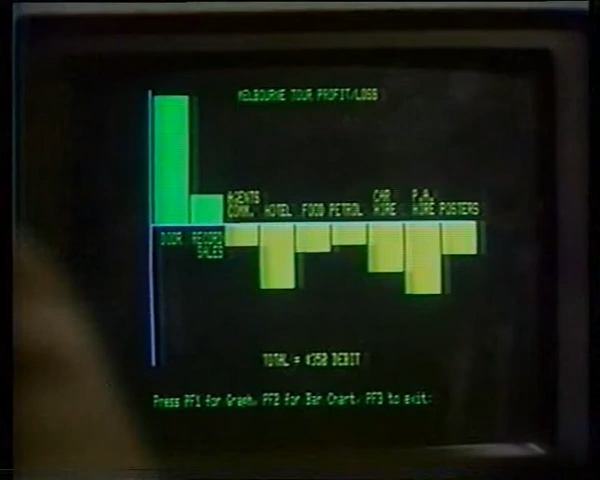 MELBOURNE TOUR PROFIT/LOSS
AGENTS COMM. HOTEL FOOD PETROL CAR HIRE P.A. HIRE POSTERS
DOOR RECORD SALES
TOTAL = $350 DEBIT
Press PF1 for Graph, PF2 for Bar Chart, PF3 to exit: